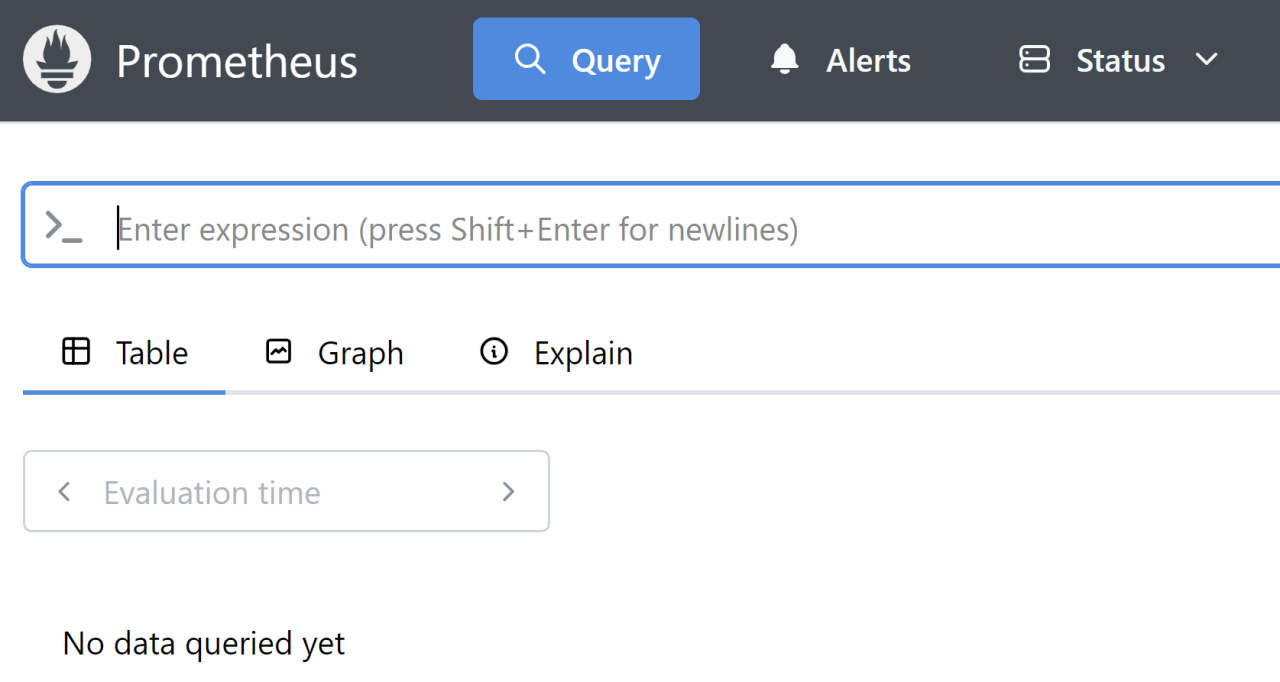 Prometheus Query Alerts Status
Enter expression (press Shift+Enter for newlines)
Table Graph Explain
Evaluation time
No data queried yet